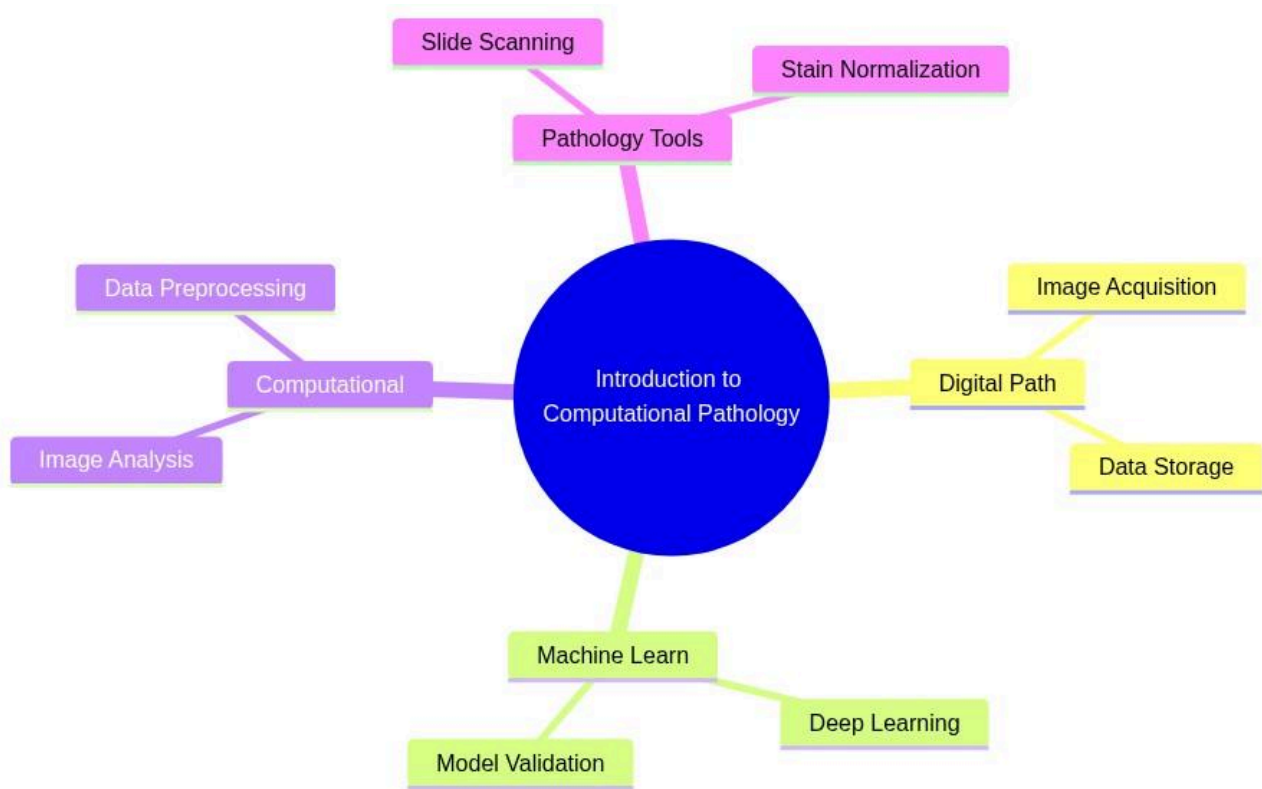 Slide Scanning
Stain Normalization
Pathology Tools
Data Preprocessing
Image Acquisition
Computational
Introduction to
Computational Pathology
Digital Path
Image Analysis
Data Storage
Machine Learn
Deep Learning
Model Validation